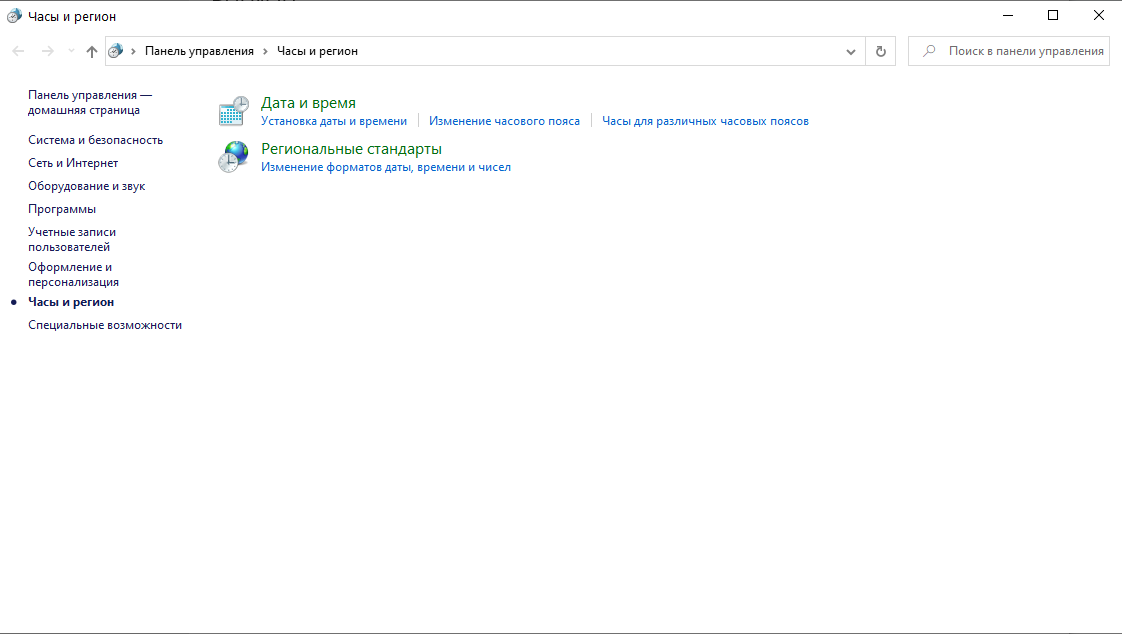 Часы и регион
Панель управления › Часы и регион
Поиск в панели управления
Панель управления —
домашняя страница
Система и безопасность
Сеть и Интернет
Оборудование и звук
Программы
Учетные записи
пользователей
Оформление и
персонализация
Часы и регион
Специальные возможности
Дата и время
Установка даты и времени
Изменение часового пояса
Часы для различных часовых поясов
Региональные стандарты
Изменение форматов даты, времени и чисел